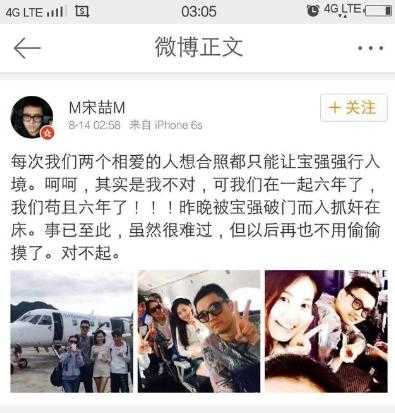 4G LTE 03:05 4G LTE
微博正文
M宋喆M
+关注
8-14 02:58 来自 iPhone 6s
每次我们两个相爱的人想合照都只能让宝强强行入
境。呵呵，其实是我不对，可我们在一起六年了，
我们苟且六年了！！！昨晚被宝强破门而入抓奸在
床。事已至此，虽然很难过，但以后再也不用偷偷
摸了。对不起。